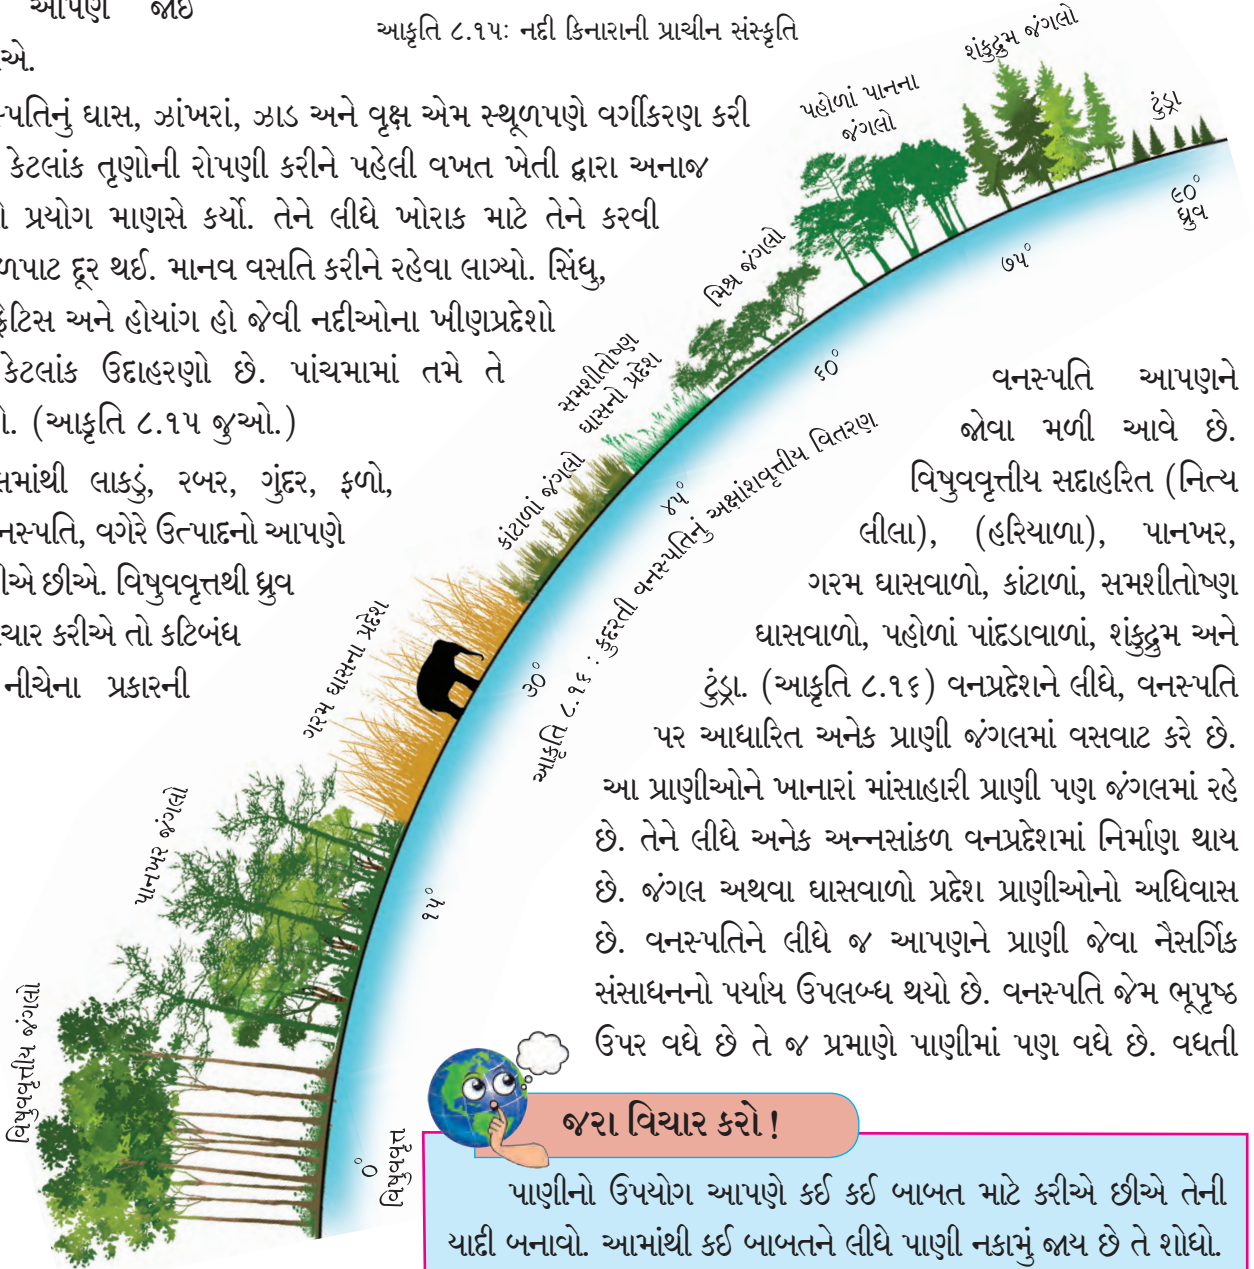 આપણે જોઈ
આકૃતિ ૮.૧૫: નદી કિનારાની પ્રાચીન સંસ્કૃતિ
એ.
સ્પતિનું ઘાસ, ઝાંખરાં, ઝાડ અને વૃક્ષ એમ સ્થૂળપણે વર્ગીકરણ કરી
કેટલાંક તૃણોની રોપણી કરીને પહેલી વખત ખેતી દ્વારા અનાજ
પ્રયોગ માણસે કર્યો. તેને લીધે ખોરાક માટે તેને કરવી
ળપાટ દૂર થઈ. માનવ વસતિ કરીને રહેવા લાગ્યો. સિંધુ,
ફ્રેટિસ અને હોયાંગ હો જેવી નદીઓના ખીણપ્રદેશો
કેટલાંક ઉદાહરણો છે. પાંચમામાં તમે તે
. (આકૃતિ ૮.૧૫ જુઓ.)
માંથી લાકડું, રબર, ગુંદર, ફળો,
નસ્પતિ, વગેરે ઉત્પાદનો આપણે
ીએ છીએ. વિષુવવૃત્તથી ધ્રુવ
ચાર કરીએ તો કટિબંધ
નીચેના પ્રકારની
શંકુદ્રુમ જંગલો
ટુંડ્રા
પહોળાં પાનના
જંગલો
મિશ્ર જંગલો
સમશીતોષ્ણ
ઘાસનો પ્રદેશ
કાંટાળાં જંગલો
ગરમ ઘાસના પ્રદેશ
પાનખર જંગલો
વિષુવવૃત્તીય જંગલો
૯૦°
ધ્રુવ
૭૫°
૬૦°
૪૫°
૩૦°
૧૫°
૦°
વિષુવવૃત્ત
આકૃતિ ૮.૧૬ : કુદરતી વનસ્પતિનું અક્ષાંશવૃત્તીય વિતરણ
વનસ્પતિ આપણને
જોવા મળી આવે છે.
વિષુવવૃત્તીય સદાહરિત (નિત્ય
લીલા), (હરિયાળા), પાનખર,
ગરમ ઘાસવાળો, કાંટાળાં, સમશીતોષ્ણ
ઘાસવાળો, પહોળાં પાંદડાવાળાં, શંકુદ્રુમ અને
ટુંડ્રા. (આકૃતિ ૮.૧૬) વનપ્રદેશને લીધે, વનસ્પતિ
પર આધારિત અનેક પ્રાણી જંગલમાં વસવાટ કરે છે.
આ પ્રાણીઓને ખાનારાં માંસાહારી પ્રાણી પણ જંગલમાં રહે
છે. તેને લીધે અનેક અન્નસાંકળ વનપ્રદેશમાં નિર્માણ થાય
છે. જંગલ અથવા ઘાસવાળો પ્રદેશ પ્રાણીઓનો અધિવાસ
છે. વનસ્પતિને લીધે જ આપણને પ્રાણી જેવા નૈસર્ગિક
સંસાધનનો પર્યાય ઉપલબ્ધ થયો છે. વનસ્પતિ જેમ ભૂપૃષ્ઠ
ઉપર વધે છે તે જ પ્રમાણે પાણીમાં પણ વધે છે. વધતી
જરા વિચાર કરો !
પાણીનો ઉપયોગ આપણે કઈ કઈ બાબત માટે કરીએ છીએ તેની
યાદી બનાવો. આમાંથી કઈ બાબતને લીધે પાણી નકામું જાય છે તે શોધો.